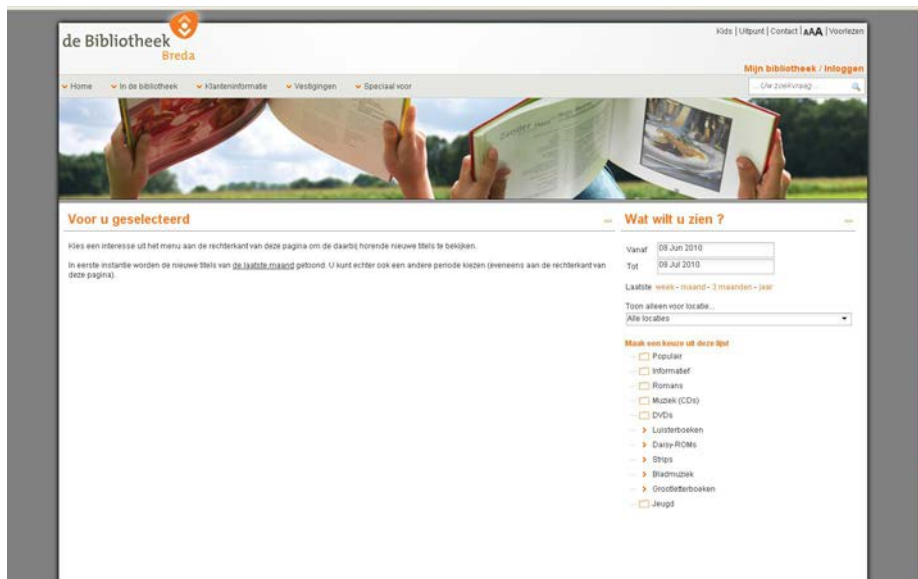 de Bibliotheek
Breda
Kids | Uitpunt | Contact | AAA | Voorlezen
Mijn bibliotheek / Inloggen
Home In de bibliotheek Klanteninformatie Vestigingen Speciaal voor
...Uw zoekvraag...
Voor u geselecteerd
Kies een interesse uit het menu aan de rechterkant van deze pagina om de daarbij horende nieuwe titels te bekijken.
In eerste instantie worden de nieuwe titels van de laatste maand getoond. U kunt echter ook een andere periode kiezen (eveneens aan de rechterkant van
deze pagina).
Wat wilt u zien ?
Vanaf 09 Jun 2010
Tot 09 Jul 2010
Laatste week - maand - 3 maanden - jaar
Toon alleen voor locatie...
Alle locaties
Maak een keuze uit deze lijst
Populair
Informatief
Romans
Muziek (CDs)
DVDs
Luisterboeken
Daisy-ROMs
Strips
Bladmuziek
Grootletterboeken
Jeugd